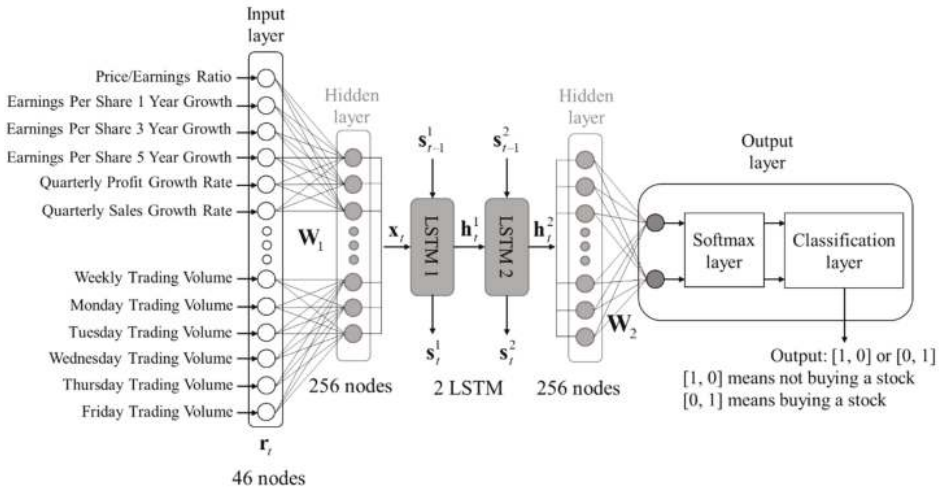 Input
layer
Price/Earnings Ratio
Earnings Per Share 1 Year Growth
Earnings Per Share 3 Year Growth
Earnings Per Share 5 Year Growth
Quarterly Profit Growth Rate
Quarterly Sales Growth Rate
Weekly Trading Volume
Monday Trading Volume
Tuesday Trading Volume
Wednesday Trading Volume
Thursday Trading Volume
Friday Trading Volume
r_t
46 nodes
W_1
Hidden
layer
256 nodes
x_t
s^1_{t-1}
LSTM 1
s^1_t
h^1_t
s^2_{t-1}
LSTM 2
s^2_t
h^2_t
2 LSTM
Hidden
layer
256 nodes
W_2
Output
layer
Softmax
layer
Classification
layer
Output: [1, 0] or [0, 1]
[1, 0] means not buying a stock
[0, 1] means buying a stock